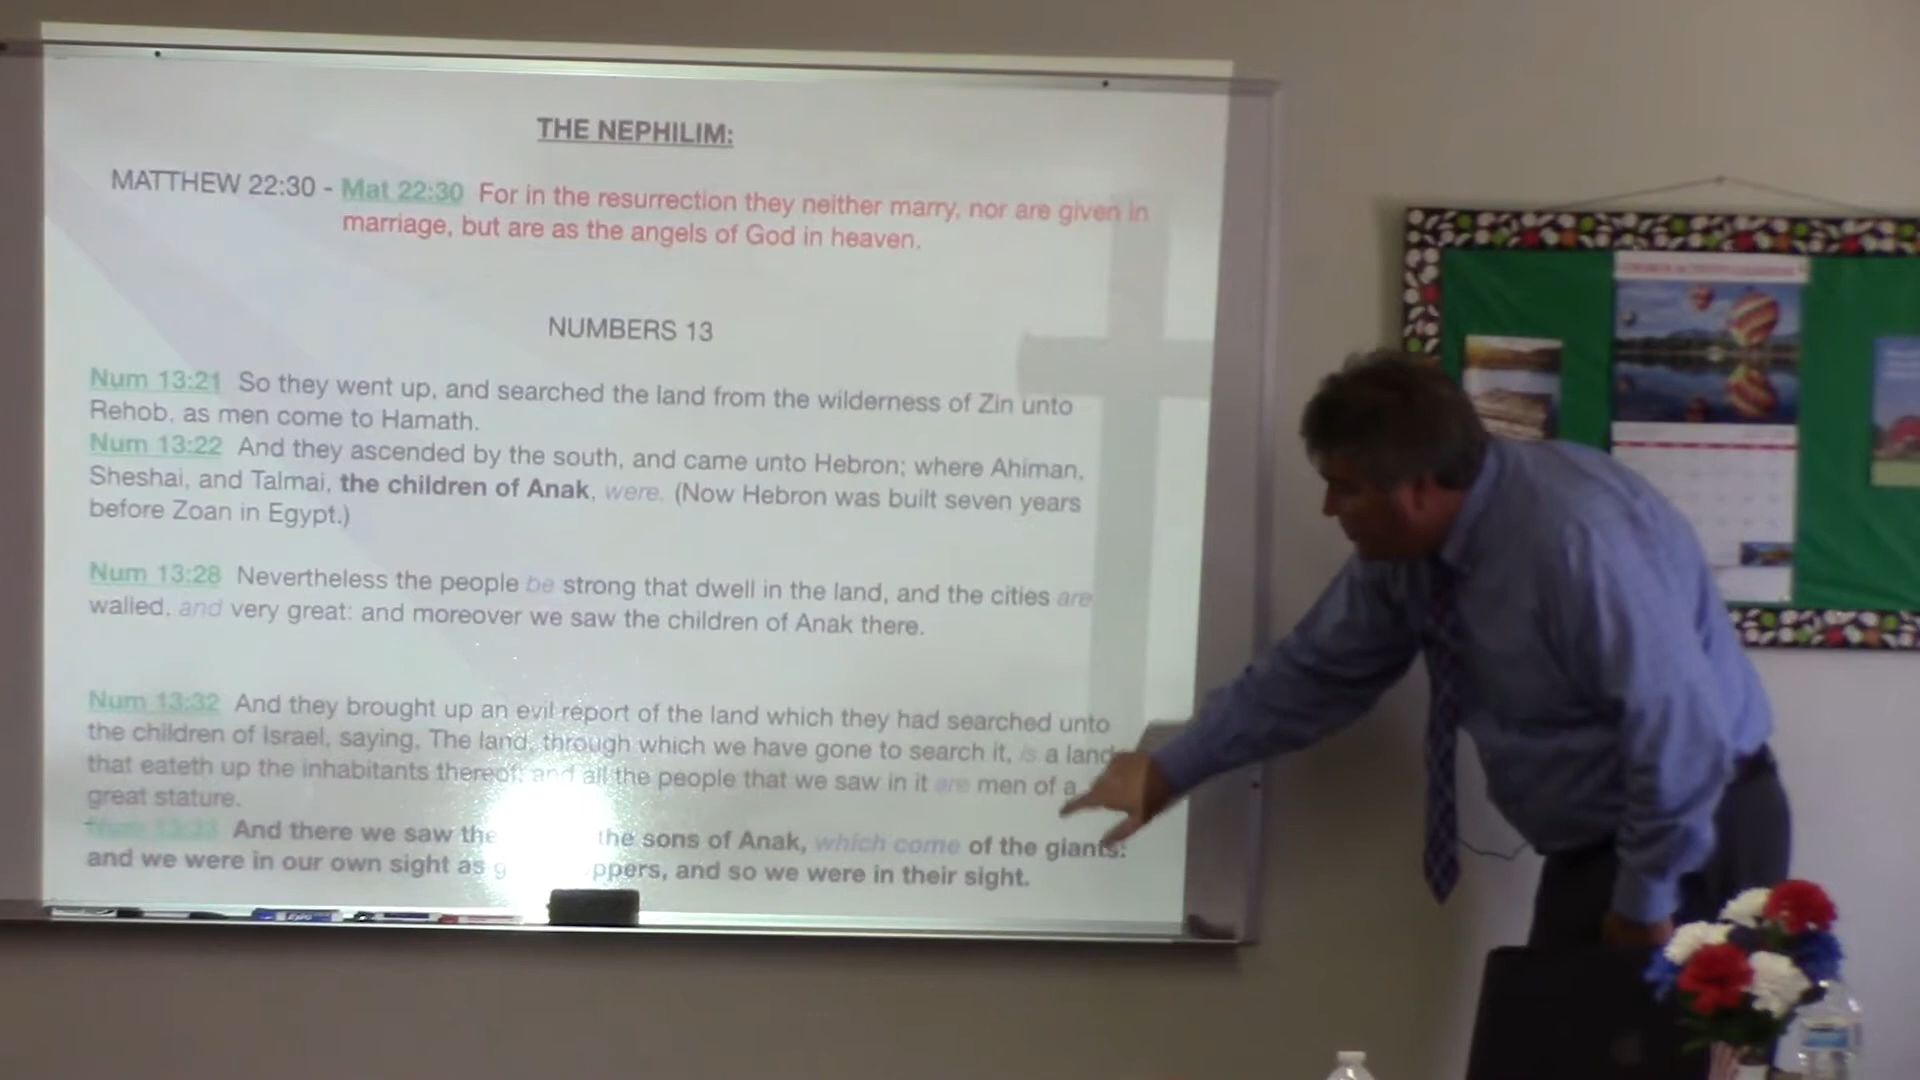 THE NEPHILIM:
MATTHEW 22:30 - Mat 22:30 For in the resurrection they neither marry, nor are given in
marriage, but are as the angels of God in heaven.
NUMBERS 13
Num 13:21 So they went up, and searched the land from the wilderness of Zin unto
Rehob, as men come to Hamath.
Num 13:22 And they ascended by the south, and came unto Hebron; where Ahiman,
Sheshai, and Talmai, the children of Anak, were. (Now Hebron was built seven years
before Zoan in Egypt.)
Num 13:28 Nevertheless the people be strong that dwell in the land, and the cities are
walled, and very great: and moreover we saw the children of Anak there.
Num 13:32 And they brought up an evil report of the land which they had searched unto
the children of Israel, saying, The land, through which we have gone to search it, is a land
that eateth up the inhabitants thereof; and all the people that we saw in it are men of a
great stature.
Num 13:33 And there we saw the the sons of Anak, which come of the giants:
and we were in our own sight as g ppers, and so we were in their sight.